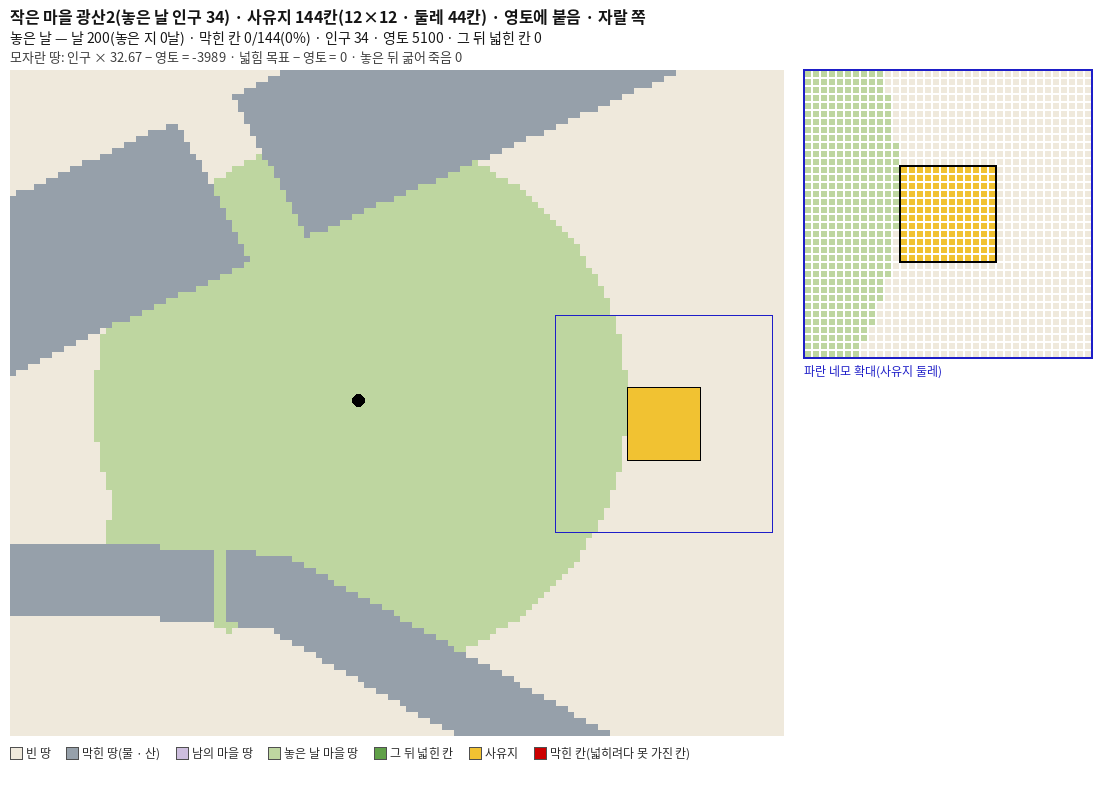 작은 마을 광산2(놓은 날 인구 34) · 사유지 144칸(12×12 · 둘레 44칸) · 영토에 붙음 · 자랄 쪽
놓은 날 — 날 200(놓은 지 0날) · 막힌 칸 0/144(0%) · 인구 34 · 영토 5100 · 그 뒤 넓힌 칸 0
모자란 땅: 인구 × 32.67 − 영토 = -3989 · 넓힘 목표 − 영토 = 0 · 놓은 뒤 굶어 죽음 0
파란 네모 확대(사유지 둘레)
빈 땅 막힌 땅(물 · 산) 남의 마을 땅 놓은 날 마을 땅 그 뒤 넓힌 칸 사유지 막힌 칸(넓히려다 못 가진 칸)